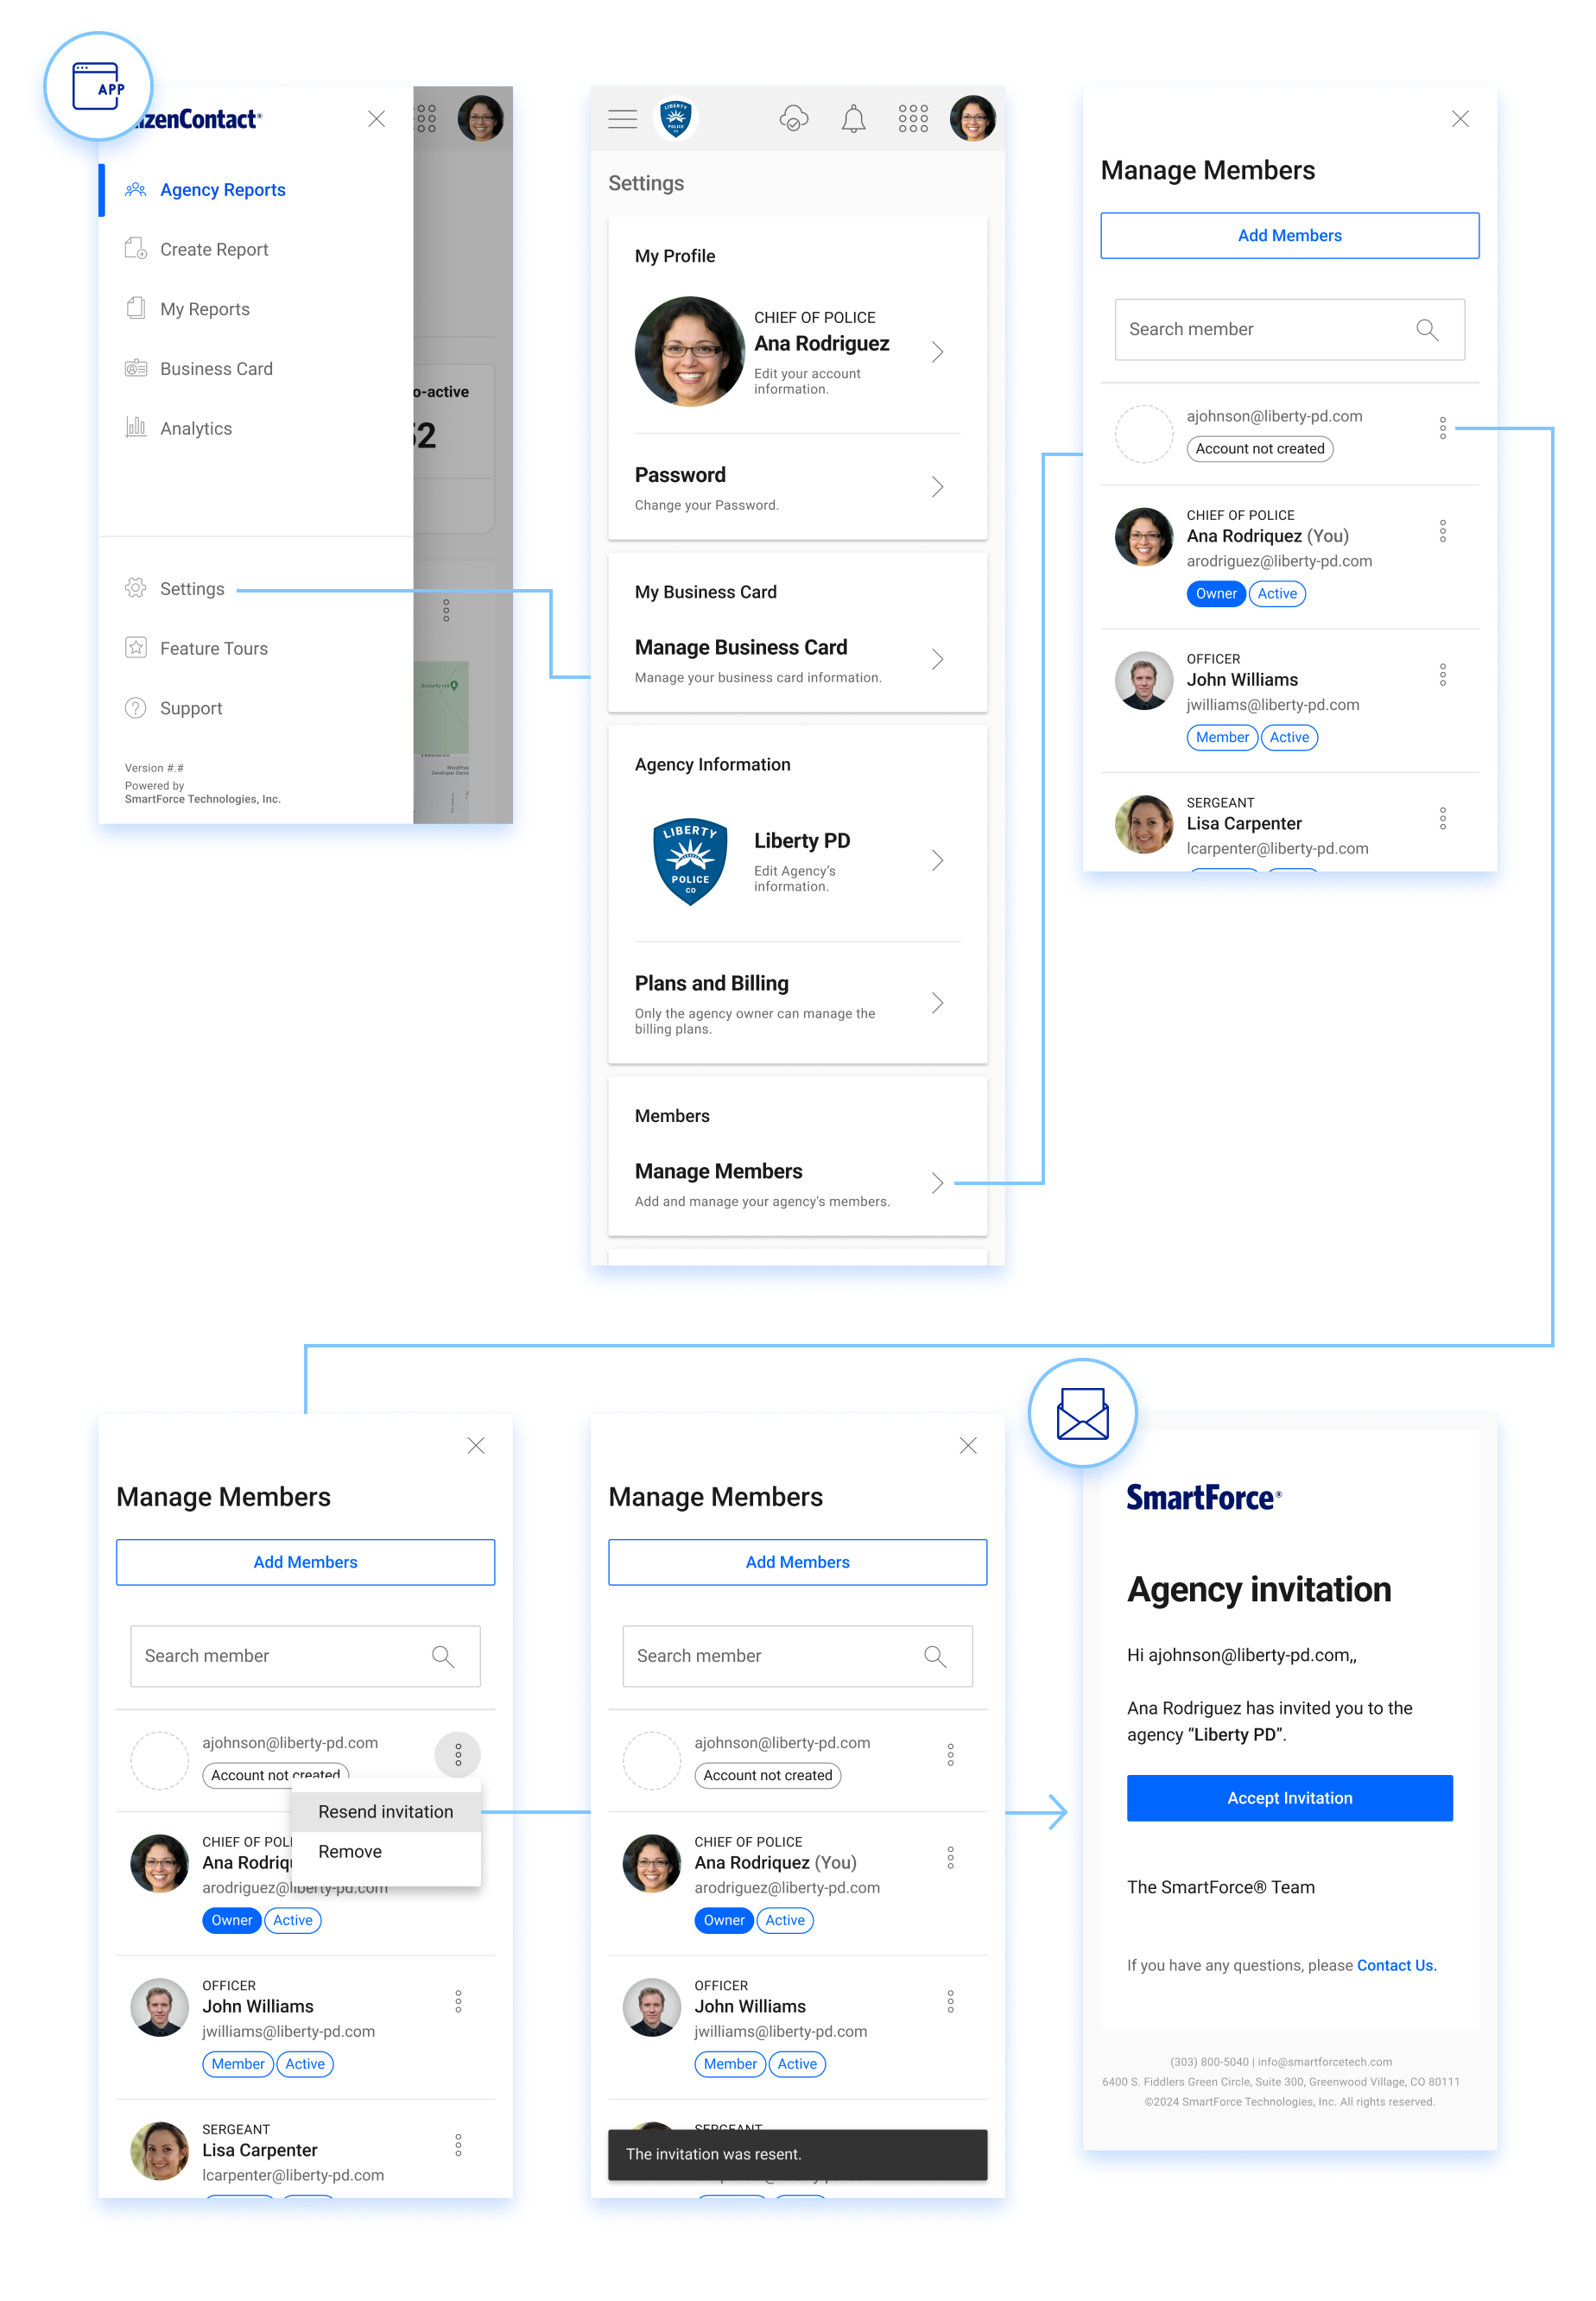 APP
zenContact®
Agency Reports
Create Report
My Reports
Business Card
Analytics
Settings
Feature Tours
Support
Version #.#
Powered by
SmartForce Technologies, Inc.
o-active
52
Butterfly Hill
WordPress
LIBERTY
POLICE
CO
Settings
My Profile
CHIEF OF POLICE
Ana Rodriguez
Edit your account
information.
Password
Change your Password.
My Business Card
Manage Business Card
Manage your business card information.
Agency Information
LIBERTY
POLICE
CO
Liberty PD
Edit Agency’s
information.
Plans and Billing
Only the agency owner can manage the
billing plans.
Members
Manage Members
Add and manage your agency's members.
Manage Members
Add Members
Search member
ajohnson@liberty-pd.com
Account not created
CHIEF OF POLICE
Ana Rodriquez (You)
arodriguez@liberty-pd.com
Owner Active
OFFICER
John Williams
jwilliams@liberty-pd.com
Member Active
SERGEANT
Lisa Carpenter
lcarpenter@liberty-pd.com
Manage Members
Add Members
Search member
ajohnson@liberty-pd.com
Account not created
Resend invitation
Remove
CHIEF OF POL
Ana Rodriq
arodriguez@liberty-pd.com
Owner Active
OFFICER
John Williams
jwilliams@liberty-pd.com
Member Active
SERGEANT
Lisa Carpenter
lcarpenter@liberty-pd.com
Manage Members
Add Members
Search member
ajohnson@liberty-pd.com
Account not created
CHIEF OF POLICE
Ana Rodriquez (You)
arodriguez@liberty-pd.com
Owner Active
OFFICER
John Williams
jwilliams@liberty-pd.com
Member Active
SERGEANT
The invitation was resent.
SmartForce®
Agency invitation
Hi ajohnson@liberty-pd.com,,
Ana Rodriguez has invited you to the
agency “Liberty PD”.
Accept Invitation
The SmartForce® Team
If you have any questions, please Contact Us.
(303) 800-5040 | info@smartforcetech.com
6400 S. Fiddlers Green Circle, Suite 300, Greenwood Village, CO 80111
©2024 SmartForce Technologies, Inc. All rights reserved.